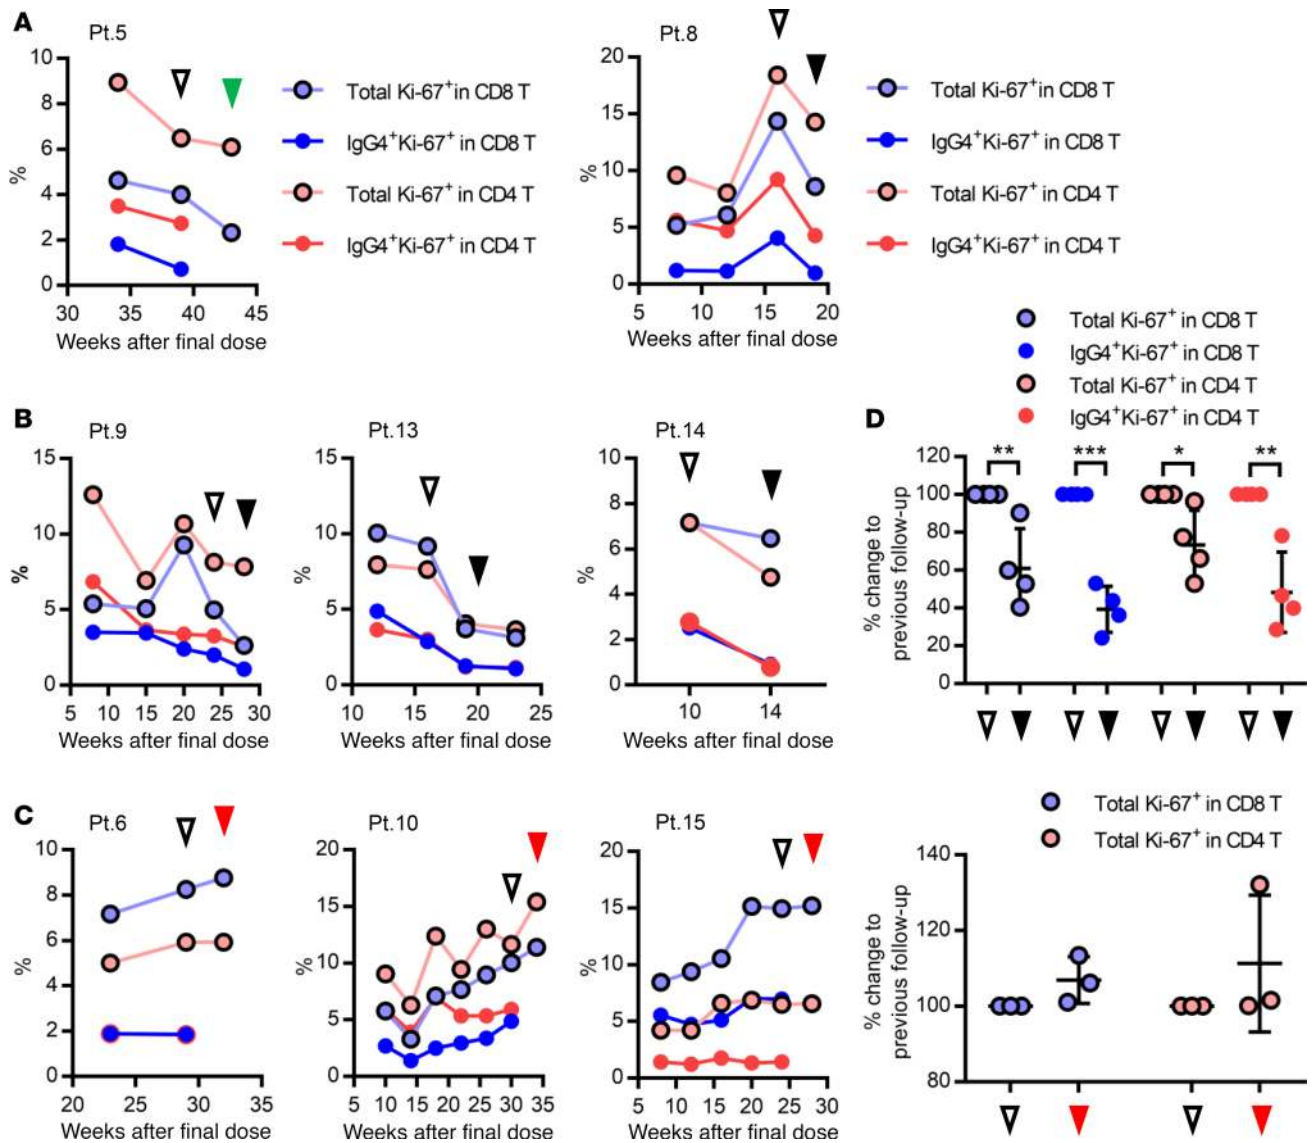 A
Pt.5
10
8
6
4
2
0
%
30 35 40 45
Weeks after final dose
Total Ki-67⁺in CD8 T
IgG4⁺Ki-67⁺ in CD8 T
Total Ki-67⁺ in CD4 T
IgG4⁺Ki-67⁺ in CD4 T
Pt.8
20
15
10
5
0
%
5 10 15 20
Weeks after final dose
Total Ki-67⁺ in CD8 T
IgG4⁺Ki-67⁺ in CD8 T
Total Ki-67⁺ in CD4 T
IgG4⁺Ki-67⁺ in CD4 T
B
Pt.9
15
10
5
0
%
5 10 15 20 25 30
Weeks after final dose
Pt.13
15
10
5
0
%
10 15 20 25
Weeks after final dose
Pt.14
10
8
6
4
2
0
%
10 14
Weeks after final dose
Total Ki-67⁺ in CD8 T
IgG4⁺Ki-67⁺ in CD8 T
Total Ki-67⁺ in CD4 T
IgG4⁺Ki-67⁺ in CD4 T
D
120
100
80
60
40
20
0
% change to
previous follow-up
** *** * **
C
Pt.6
10
8
6
4
2
0
%
20 25 30 35
Weeks after final dose
Pt.10
20
15
10
5
0
%
5 10 15 20 25 30 35
Weeks after final dose
Pt.15
20
15
10
5
0
%
5 10 15 20 25 30
Weeks after final dose
Total Ki-67⁺ in CD8 T
Total Ki-67⁺ in CD4 T
140
120
100
80
% change to
previous follow-up